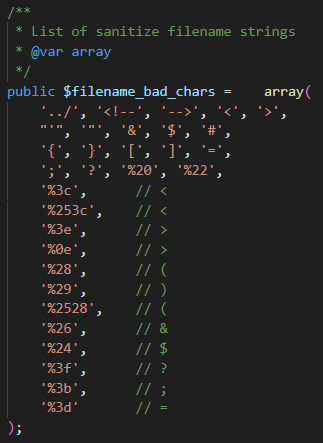 /**
 * List of sanitize filename strings
 * @var array
 */
public $filename_bad_chars =    array(
    '../', '<!--', '-->', '<', '>',
    "'", '"', '&', '$', '#',
    '{', '}', '[', ']', '=',
    ';', '?', '%20', '%22',
    '%3c',      // <
    '%253c',    // <
    '%3e',      // >
    '%0e',      // >
    '%28',      // (
    '%29',      // )
    '%2528',    // (
    '%26',      // &
    '%24',      // $
    '%3f',      // ?
    '%3b',      // ;
    '%3d'       // =
);